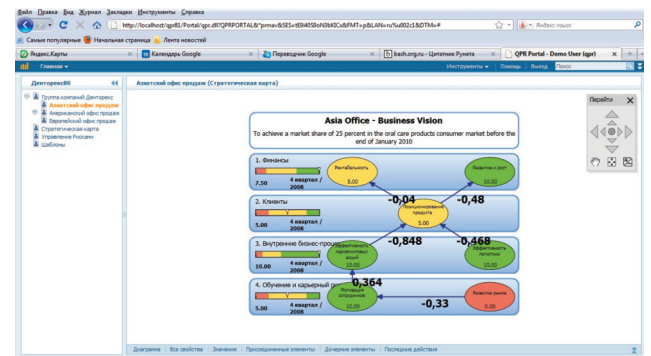 Файл Правка Вид Журнал Закладки Инструменты Справка
http://localhost/qpr81/Portal/qpr.dll?QPRPORTAL&*prmav&SES=
Яндекс поиск
Самые популярные Начальная страница Лента новостей
Яндекс.Карты
Календарь Google
Переводчик Google
bash.org.ru - Цитатник Рунета
QPR Portal - Demo User (qpr)
Главная
Инструменты
Помощь
Выход
Поиск
Денторекс80
Группа компаний Денторекс
Азиатский офис продаж
Американский офис продаж
Европейский офис продаж
Стратегическая карта
Управление Рисками
Шаблоны
Азиатский офис продаж (Стратегическая карта)
Перейти
Asia Office - Business Vision
To achieve a market share of 25 percent in the oral care products consumer market before the
end of January 2010
1. Финансы
7.50
4 квартал /
2008
Рентабельность
5.00
Развитие и рост
10.00
-0,04
-0,48
2. Клиенты
5.00
4 квартал /
2008
Позиционирование
продукта
5.00
-0,848
-0,468
3. Внутренние бизнес-процес
10.00
4 квартал /
2008
Эффективность
маркетинговых
акций
10.00
Эффективность
логистики
10.00
0,364
4. Обучение и карьерный ро
5.00
4 квартал /
2008
Мотивация
сотрудников
10.00
-0,33
Развитие рынка
0.00
Диаграмма Все свойства Значения Присоединенные элементы Дочерние элементы Последние действия